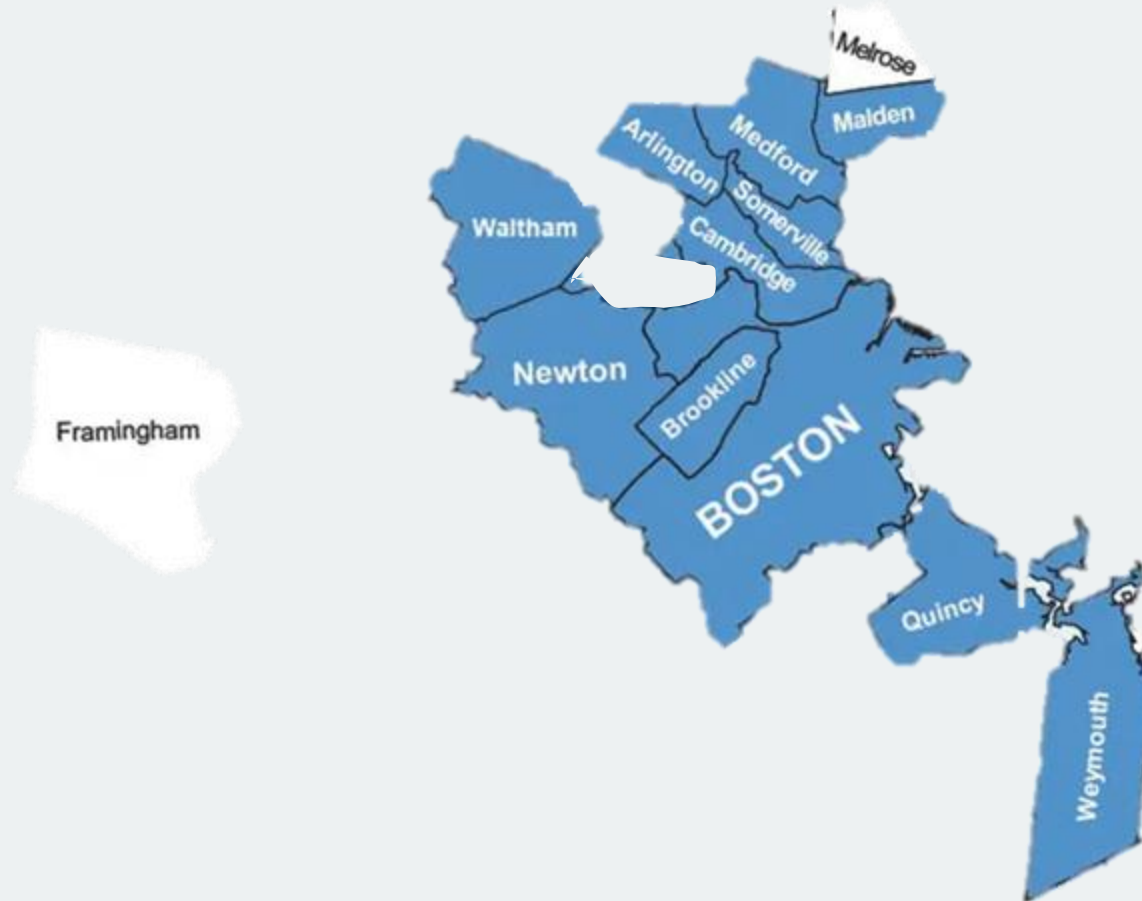 Melrose
Malden
Medford
Arlington
Somerville
Waltham
Cambridge
Newton
Brookline
Framingham
BOSTON
Quincy
Weymouth